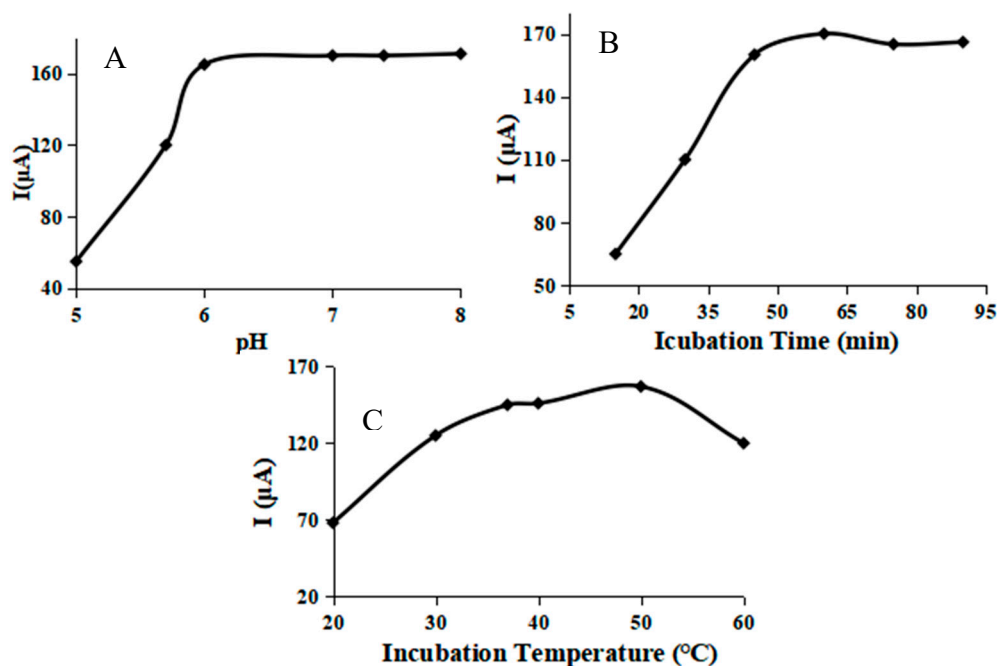 A
I(µA)
160
120
80
40
5 6 7 8
pH
B
I (µA)
170
140
110
80
50
5 20 35 50 65 80 95
Icubation Time (min)
C
I (µA)
170
120
70
20
20 30 40 50 60
Incubation Temperature (°C)